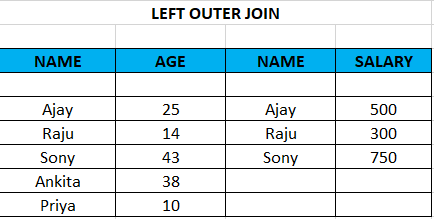 LEFT OUTER JOIN
NAME AGE NAME SALARY
Ajay 25 Ajay 500
Raju 14 Raju 300
Sony 43 Sony 750
Ankita 38
Priya 10